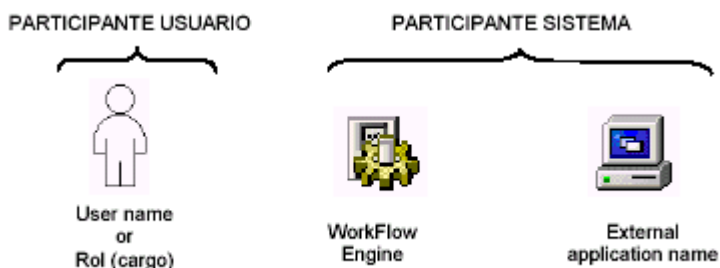 PARTICIPANTE USUARIO
PARTICIPANTE SISTEMA
User name
or
Rol (cargo)
WorkFlow
Engine
External
application name